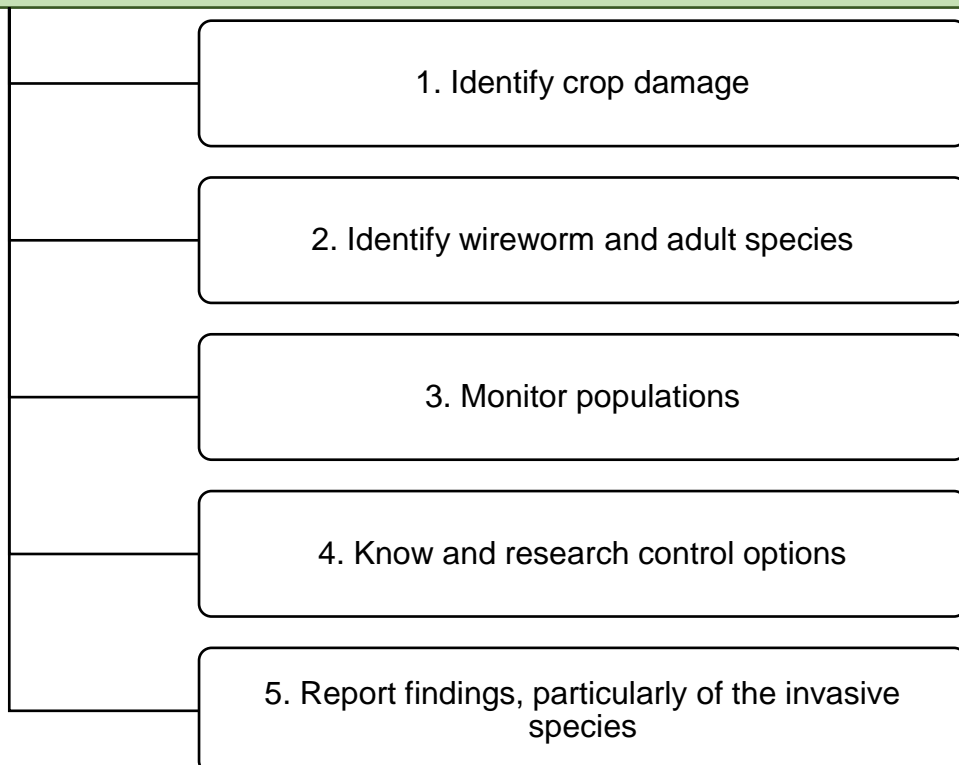 1. Identify crop damage
2. Identify wireworm and adult species
3. Monitor populations
4. Know and research control options
5. Report findings, particularly of the invasive
species